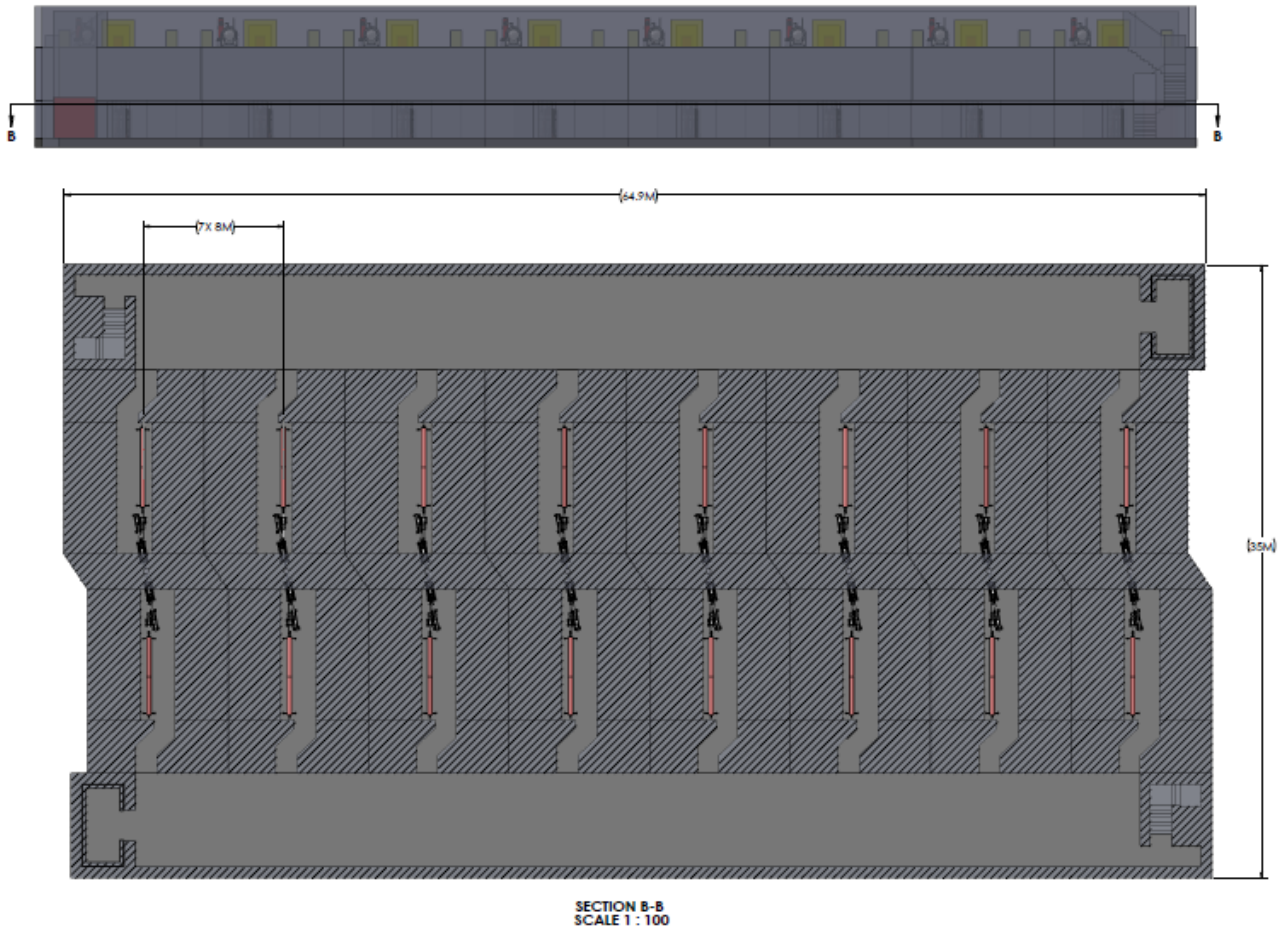 B
B
(64.9M)
(7X 8M)
(35M)
SECTION B-B
SCALE 1 : 100